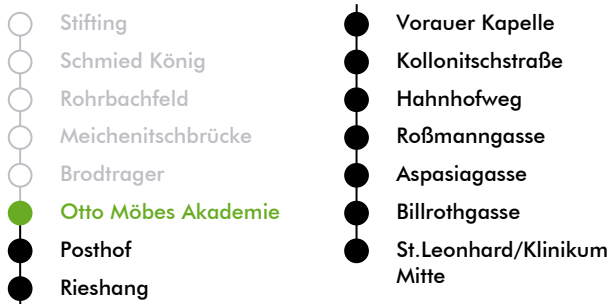 Stifting
Schmied König
Rohrbachfeld
Meichenitschbrücke
Brodtrager
Otto Möbes Akademie
Posthof
Rieshang
Vorauer Kapelle
Kollonitschstraße
Hahnhofweg
Roßmanngasse
Aspasiagasse
Billrothgasse
St.Leonhard/Klinikum
Mitte